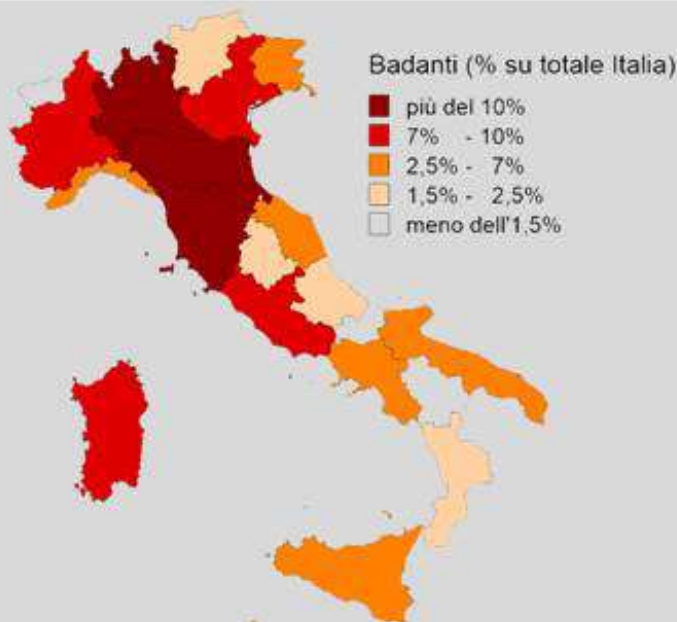 Badanti (% su totale Italia)
più del 10%
7% - 10%
2,5% - 7%
1,5% - 2,5%
meno dell'1,5%